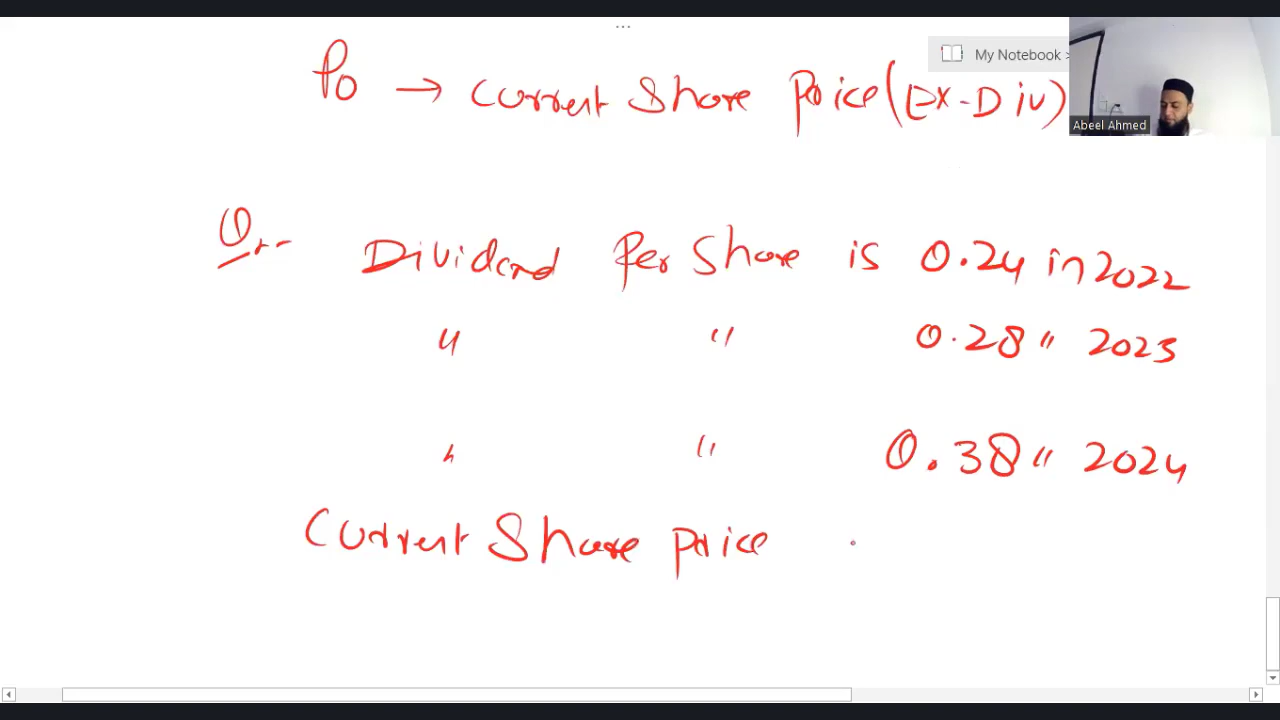 ...
My Notebook >
P0 → Current Share Price (Ex-Div)
Abeel Ahmed
Q:- Dividend Per Share is 0.24 in 2022
" " 0.28 " 2023
" " 0.38 " 2024
Current Share price